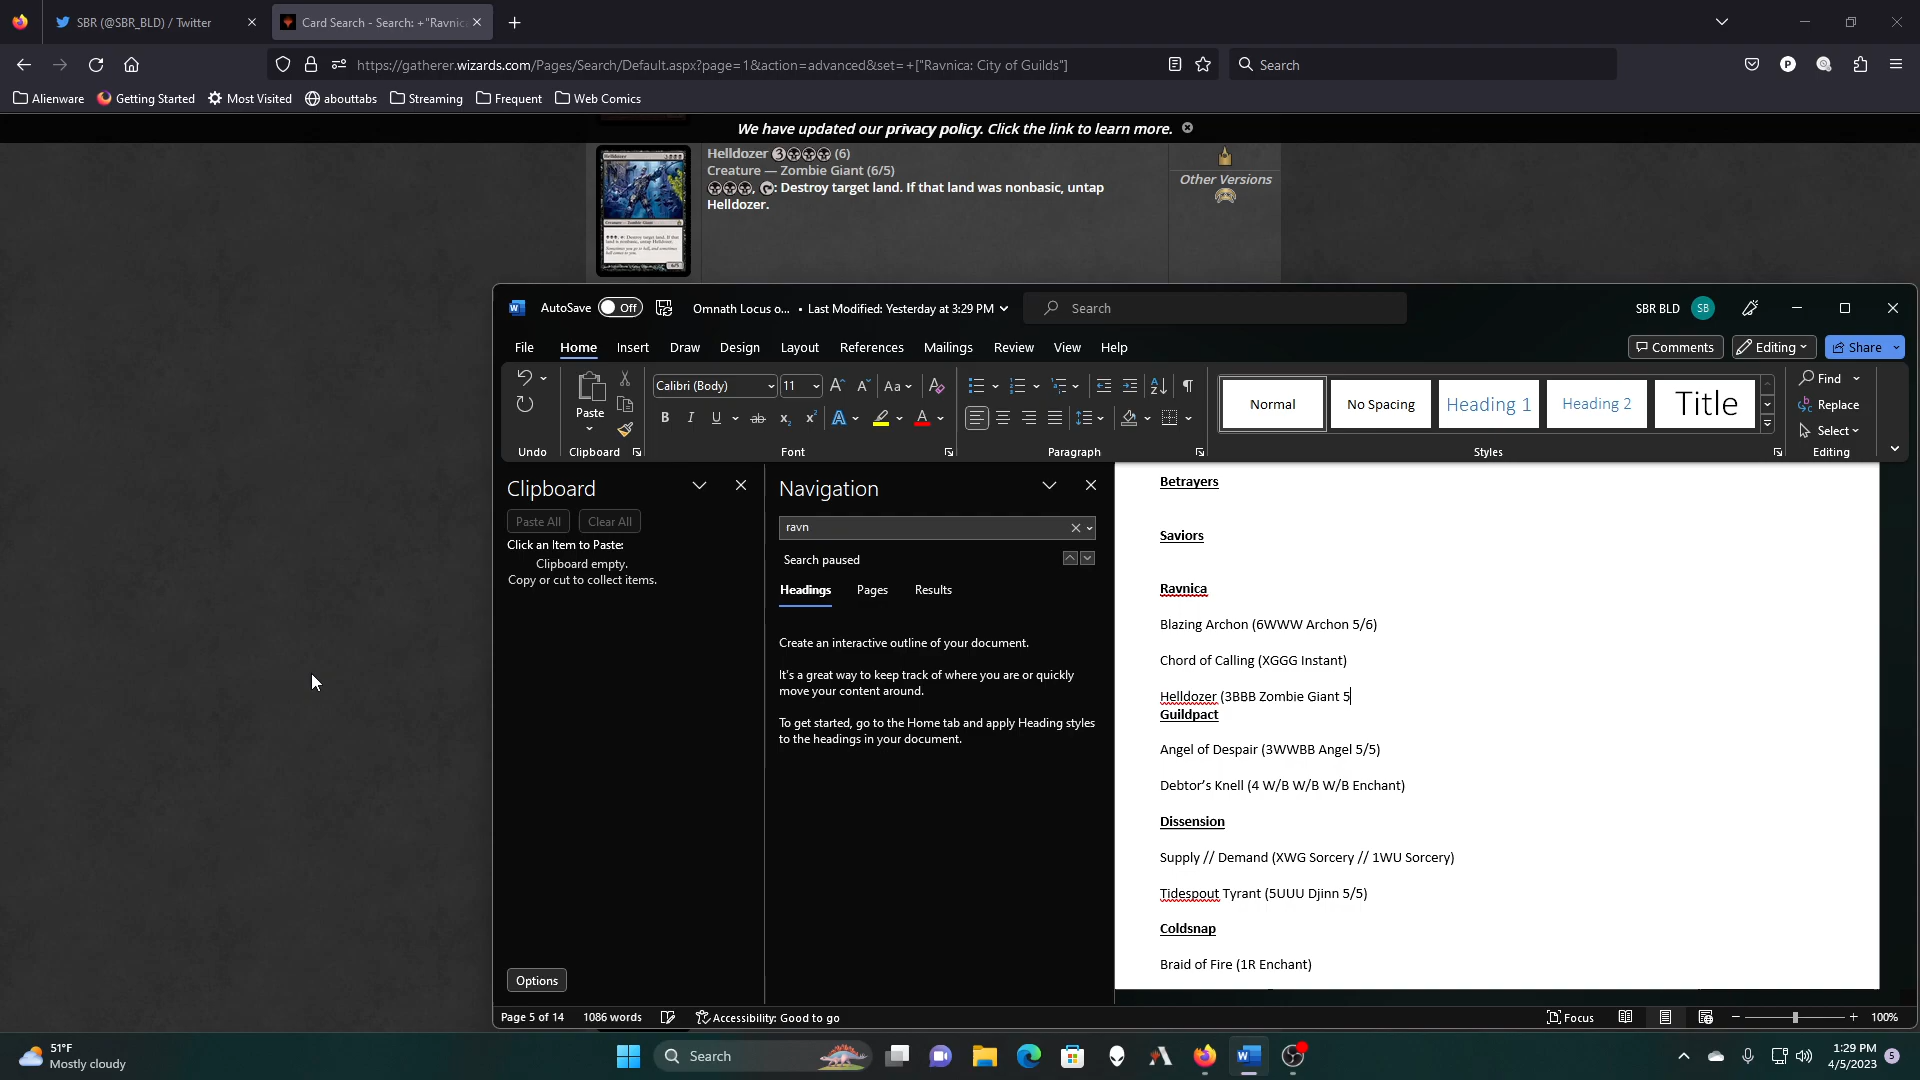 SBR (@SBR_BLD) / Twitter
Card Search - Search: +"Ravnic
https://gatherer.wizards.com/Pages/Search/Default.aspx?page=1&action=advanced&set=+["Ravnica: City of Guilds"]
Search
Alienware
Getting Started
Most Visited
abouttabs
Streaming
Frequent
Web Comics
We have updated our privacy policy. Click the link to learn more.
Helldozer 3 (6)
Creature — Zombie Giant (6/5)
, : Destroy target land. If that land was nonbasic, untap
Helldozer.
Other Versions
AutoSave Off
Omnath Locus o... • Last Modified: Yesterday at 3:29 PM
Search
SBR BLD SB
File Home Insert Draw Design Layout References Mailings Review View Help
Comments Editing Share
Calibri (Body) 11
Paste
Normal
No Spacing
Heading 1
Heading 2
Title
Find
Replace
Select
Undo Clipboard Font Paragraph Styles Editing
Clipboard
Paste All Clear All
Click an Item to Paste:
Clipboard empty.
Copy or cut to collect items.
Options
Navigation
ravn
Search paused
Headings Pages Results
Create an interactive outline of your document.
It's a great way to keep track of where you are or quickly
move your content around.
To get started, go to the Home tab and apply Heading styles
to the headings in your document.
Betrayers
Saviors
Ravnica
Blazing Archon (6WWW Archon 5/6)
Chord of Calling (XGGG Instant)
Helldozer (3BBB Zombie Giant 5
Guildpact
Angel of Despair (3WWBB Angel 5/5)
Debtor’s Knell (4 W/B W/B W/B Enchant)
Dissension
Supply // Demand (XWG Sorcery // 1WU Sorcery)
Tidespout Tyrant (5UUU Djinn 5/5)
Coldsnap
Braid of Fire (1R Enchant)
Page 5 of 14
1086 words
Accessibility: Good to go
Focus
100%
51°F
Mostly cloudy
Search
1:29 PM
4/5/2023
5